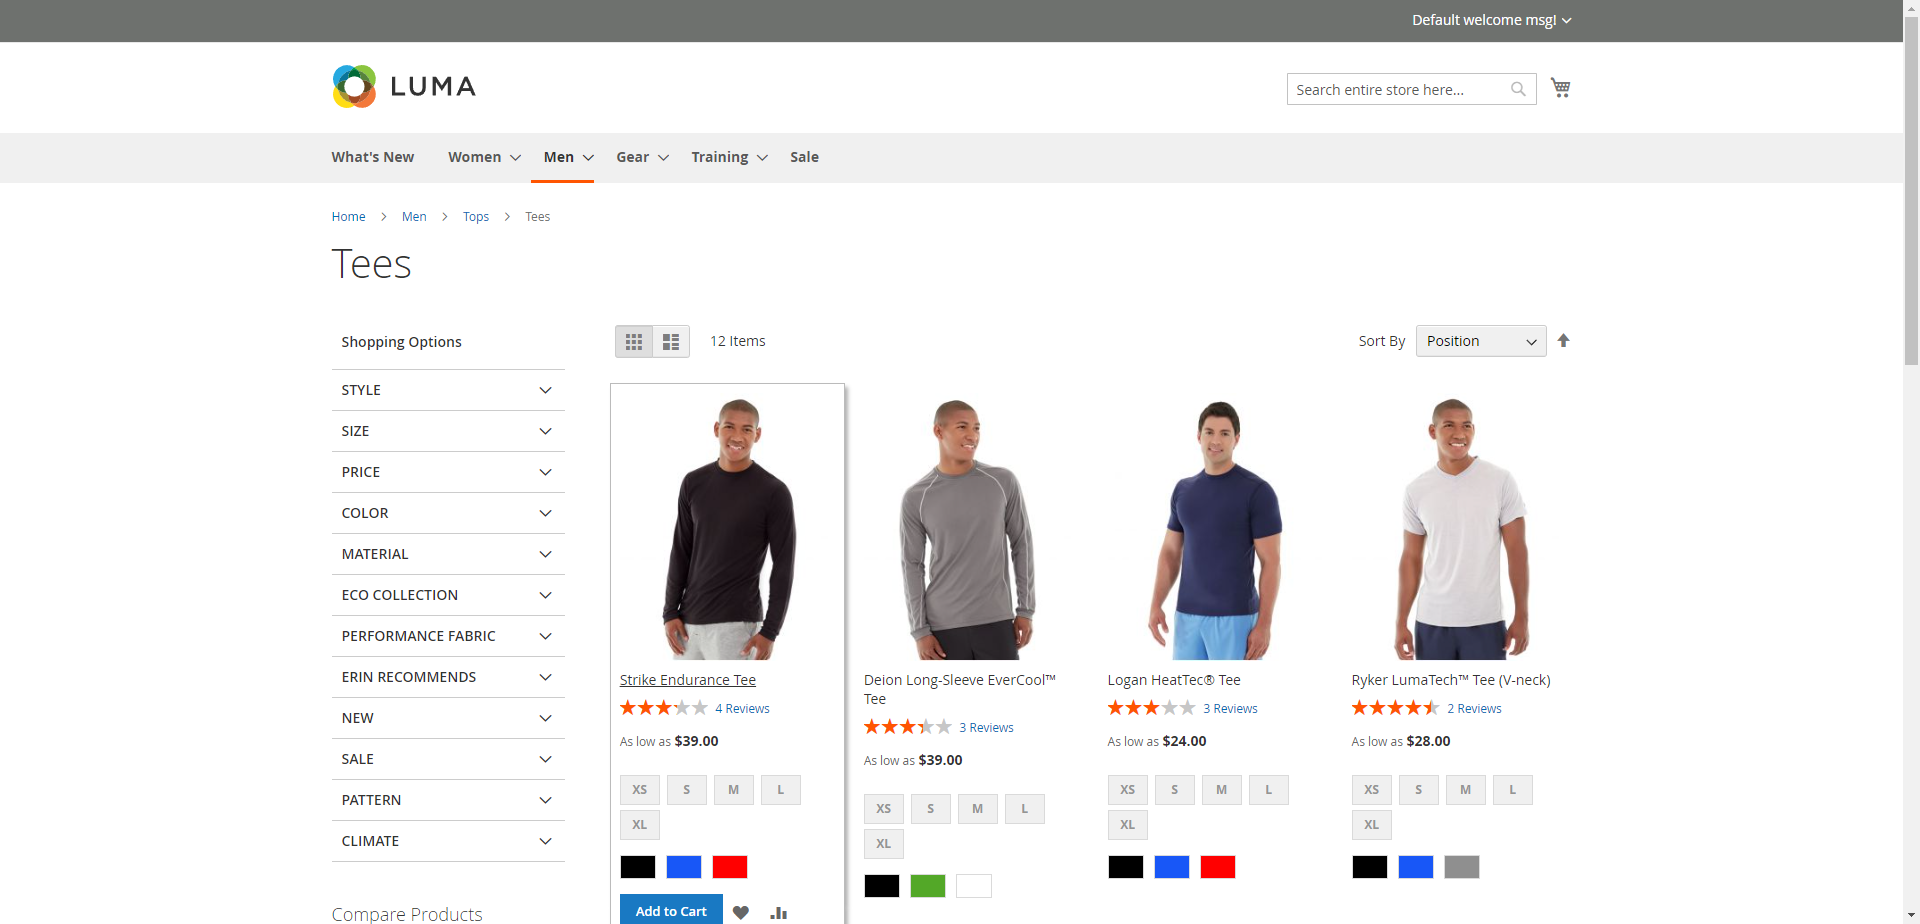 Default welcome msg!
LUMA
Search entire store here...
What's New Women Men Gear Training Sale
Home > Men > Tops > Tees
Tees
Shopping Options
STYLE
SIZE
PRICE
COLOR
MATERIAL
ECO COLLECTION
PERFORMANCE FABRIC
ERIN RECOMMENDS
NEW
SALE
PATTERN
CLIMATE
Compare Products
12 Items
Sort By Position
Strike Endurance Tee
4 Reviews
As low as $39.00
XS S M L
XL
Add to Cart
Deion Long-Sleeve EverCool™
Tee
3 Reviews
As low as $39.00
XS S M L
XL
Logan HeatTec® Tee
3 Reviews
As low as $24.00
XS S M L
XL
Ryker LumaTech™ Tee (V-neck)
2 Reviews
As low as $28.00
XS S M L
XL